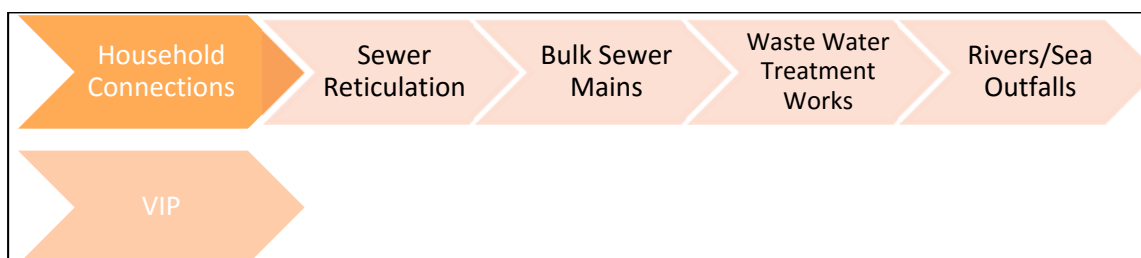 Household
Connections
Sewer
Reticulation
Bulk Sewer
Mains
Waste Water
Treatment
Works
Rivers/Sea
Outfalls
VIP